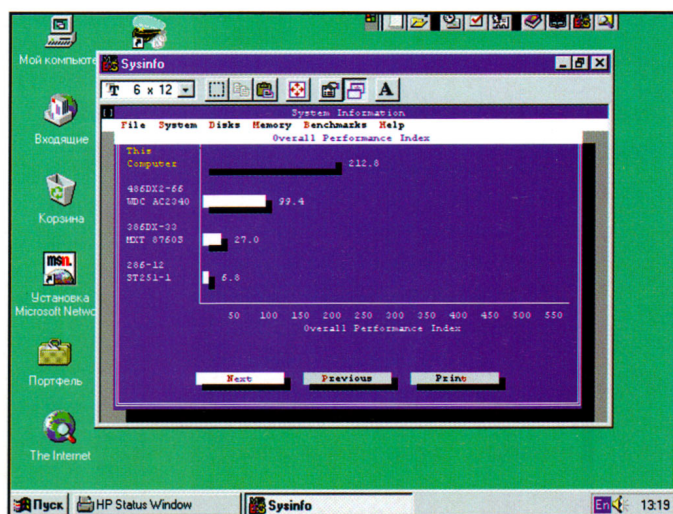 Мой компьюте
Sysinfo
6 x 12
A
System Information
File System Disks Memory Benchmarks Help
Overall Performance Index
This
Computer
212.8
486DX2-66
WDC AC2340
99.4
386DX-33
MXT 8760S
27.0
286-12
ST251-1
6.8
50 100 150 200 250 300 350 400 450 500 550
Overall Performance Index
Next Previous Print
Входящие
Корзина
msn.
Установка
Microsoft Netwo
Портфель
The Internet
Пуск HP Status Window Sysinfo En 13:19